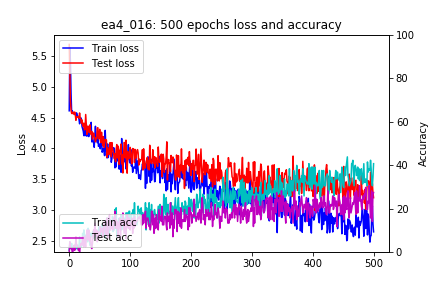 ea4_016: 500 epochs loss and accuracy
Train loss
Test loss
Train acc
Test acc
Loss
5.5
5.0
4.5
4.0
3.5
3.0
2.5
Accuracy
100
80
60
40
20
0
0
100
200
300
400
500